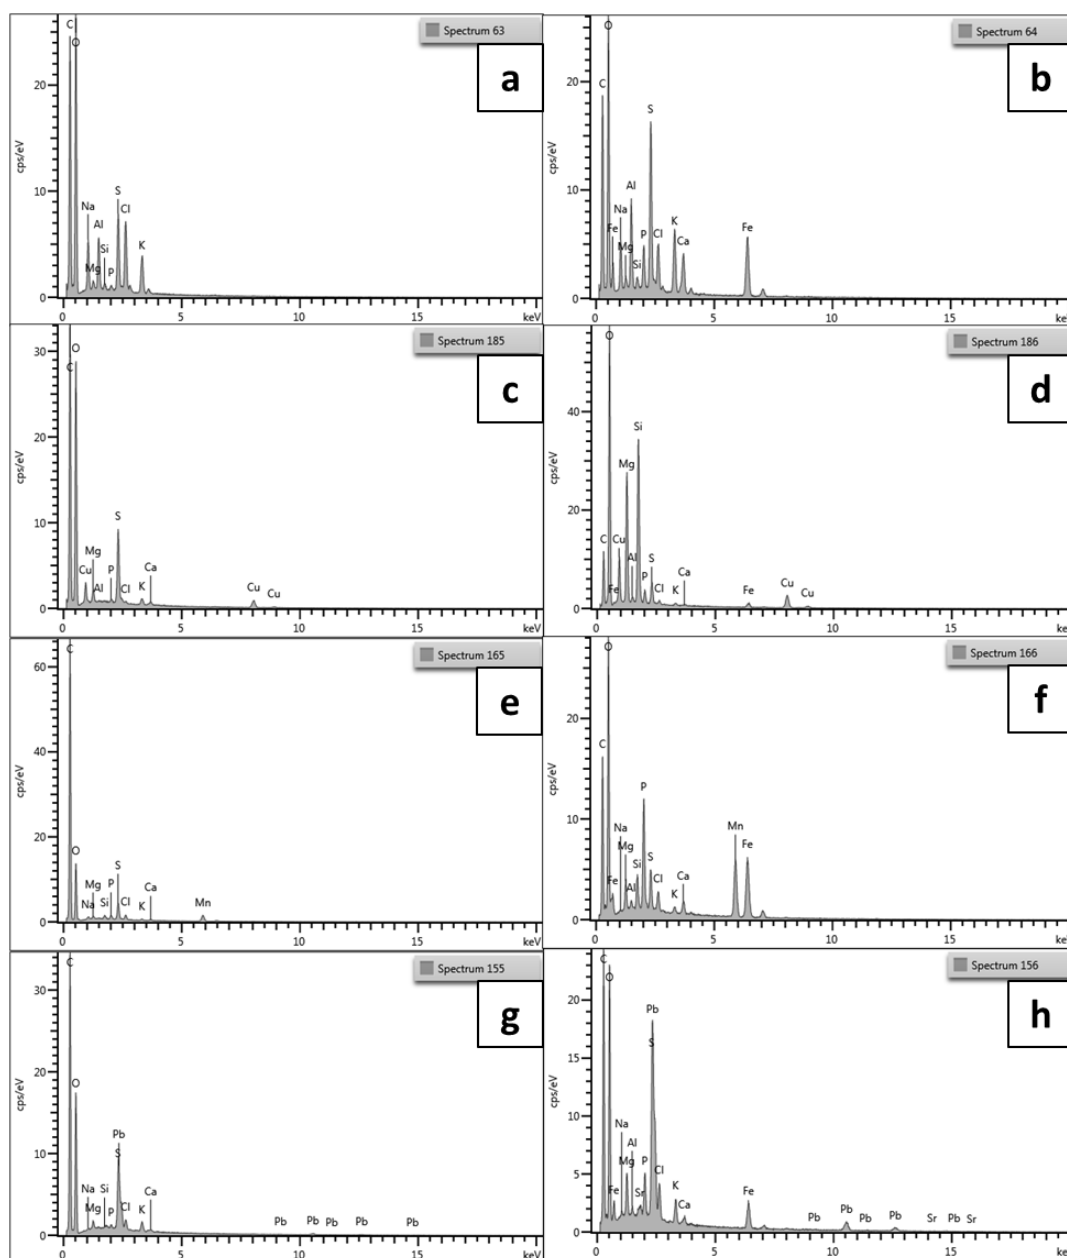 Spectrum 63
a
C
O
Na
Mg
Al
Si
P
S
Cl
K
cps/eV
20
10
0
0 5 10 15 keV
Spectrum 64
b
O
C
Fe
Na
Mg
Al
Si
P
S
Cl
K
Ca
Fe
cps/eV
20
10
0
0 5 10 15 ke
Spectrum 185
c
O
C
Cu
Mg
Al
P
S
Cl
K
Ca
Cu
Cu
cps/eV
30
20
10
0
0 5 10 15 keV
Spectrum 186
d
O
C
Fe
Cu
Mg
Al
Si
P
S
Cl
K
Ca
Fe
Cu
Cu
cps/eV
40
20
0
0 5 10 15 ke
Spectrum 165
e
C
O
Na
Mg
Si
P
S
Cl
K
Ca
Mn
cps/eV
60
40
20
0
0 5 10 15 keV
Spectrum 166
f
O
C
Fe
Na
Mg
Al
Si
P
S
Cl
K
Ca
Mn
Fe
cps/eV
20
10
0
0 5 10 15 ke
Spectrum 155
g
C
O
Na
Mg
Si
P
Pb
S
Cl
K
Ca
Pb Pb Pb Pb Pb
cps/eV
30
20
10
0
0 5 10 15 keV
Spectrum 156
h
C
O
Fe
Na
Mg
Al
Sr
P
Pb
S
Cl
K
Ca
Fe
Pb Pb Pb Pb Sr Pb Sr
cps/eV
20
15
10
5
0
0 5 10 15 ke